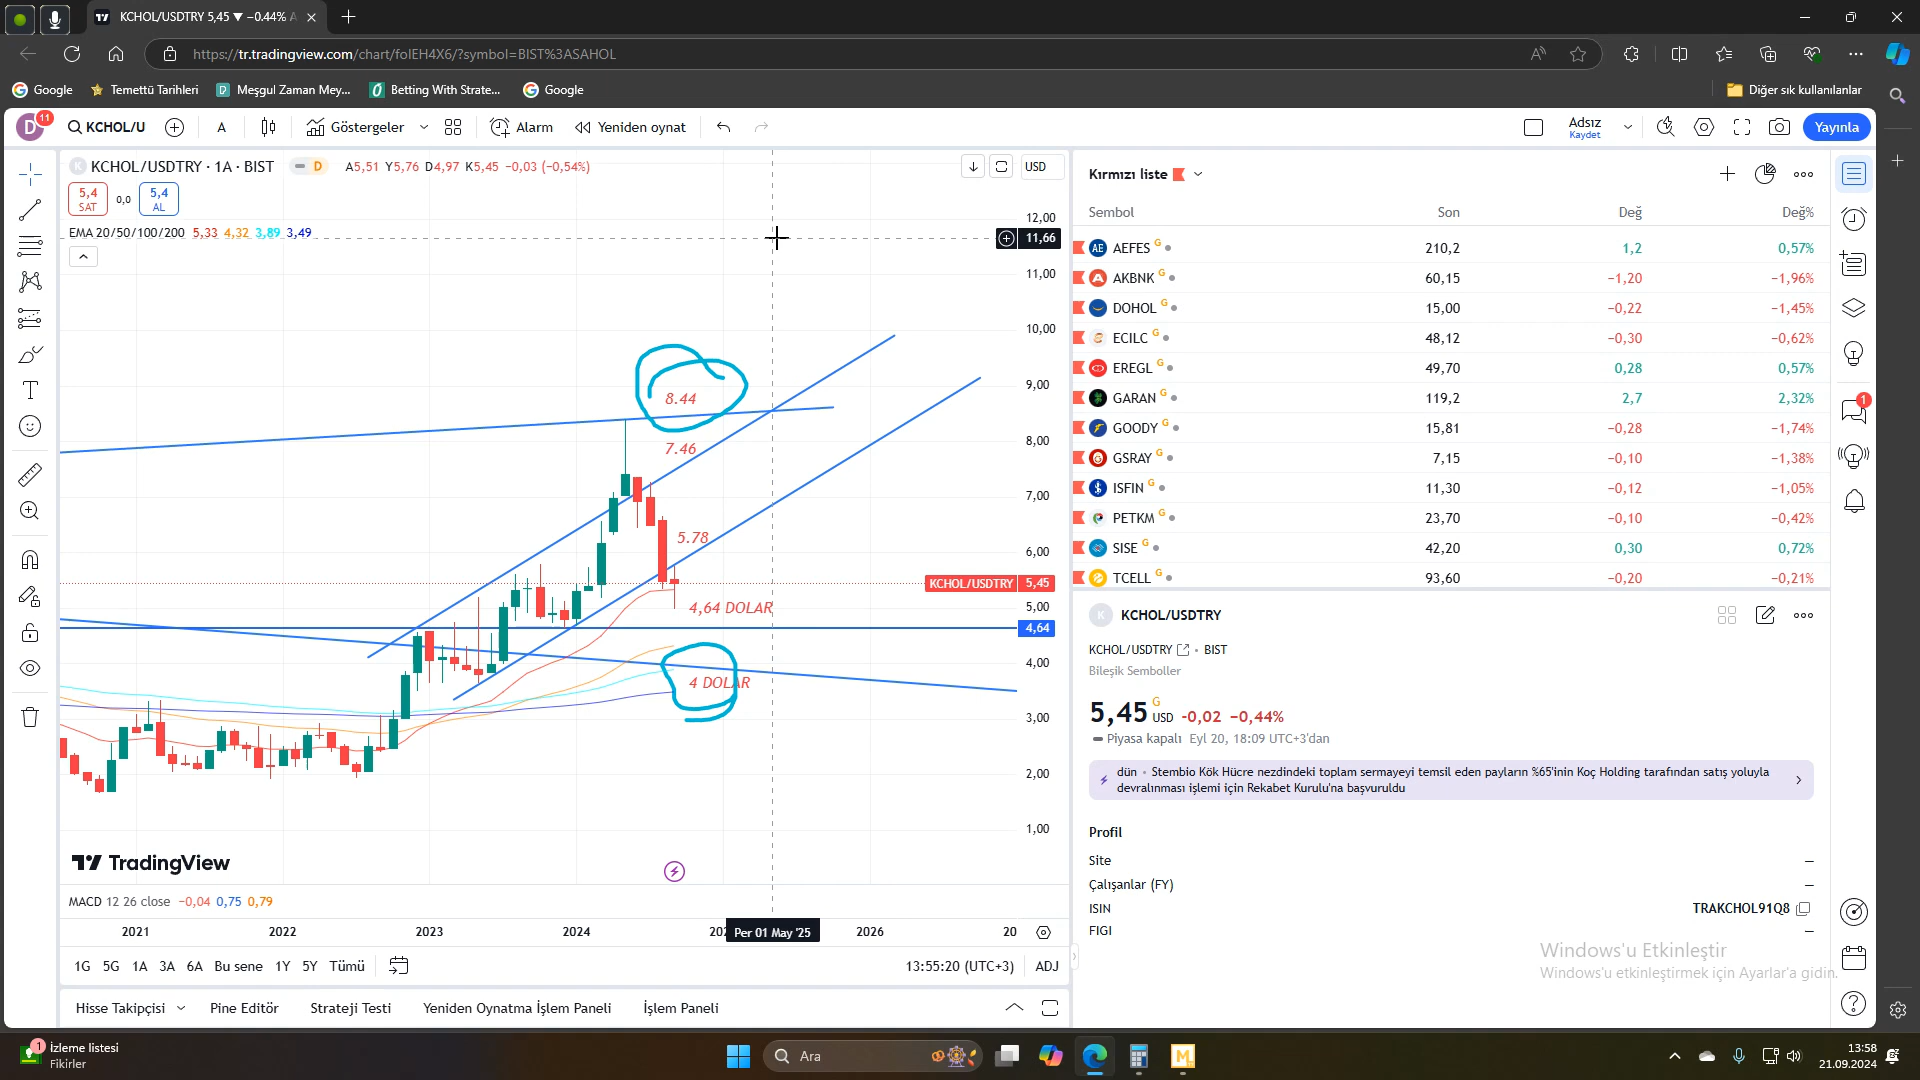 KCHOL/USDTRY 5,45 ▼ −0.44% A
https://tr.tradingview.com/chart/folEH4X6/?symbol=BIST%3ASAHOL
Google
Temettü Tarihleri
Meşgul Zaman Mey...
Betting With Strate...
Google
Diğer sık kullanılanlar
D
11
KCHOL/U
A
Göstergeler
Alarm
Yeniden oynat
Adsız
Kaydet
Yayınla
KCHOL/USDTRY · 1A · BIST
D
A5,51 Y5,76 D4,97 K5,45 −0,03 (−0,54%)
USD
5,4
SAT
0,0
5,4
AL
EMA 20/50/100/200 5,33 4,32 3,89 3,49
12,00
11,66
11,00
10,00
9,00
8,00
7,00
6,00
5,00
4,00
3,00
2,00
1,00
8.44
7.46
5.78
KCHOL/USDTRY 5,45
4,64 DOLAR
4,64
4 DOLAR
TradingView
MACD 12 26 close −0,04 0,75 0,79
2021
2022
2023
2024
Per 01 May '25
2026
20
1G 5G 1A 3A 6A Bu sene 1Y 5Y Tümü
13:55:20 (UTC+3)
ADJ
Hisse Takipçisi
Pine Editör
Strateji Testi
Yeniden Oynatma İşlem Paneli
İşlem Paneli
Kırmızı liste
Sembol Son Değ Değ%
AEFES G 210,2 1,2 0,57%
AKBNK G 60,15 −1,20 −1,96%
DOHOL G 15,00 −0,22 −1,45%
ECILC G 48,12 −0,30 −0,62%
EREGL G 49,70 0,28 0,57%
GARAN G 119,2 2,7 2,32%
GOODY G 15,81 −0,28 −1,74%
GSRAY G 7,15 −0,10 −1,38%
ISFIN G 11,30 −0,12 −1,05%
PETKM G 23,70 −0,10 −0,42%
SISE G 42,20 0,30 0,72%
TCELL G 93,60 −0,20 −0,21%
1
K KCHOL/USDTRY
KCHOL/USDTRY • BIST
Bileşik Semboller
5,45 G USD −0,02 −0,44%
Piyasa kapalı Eyl 20, 18:09 UTC+3'dan
dün • Stembio Kök Hücre nezdindeki toplam sermayeyi temsil eden payların %65'inin Koç Holding tarafından satış yoluyla
devralınması işlemi için Rekabet Kurulu'na başvuruldu
Profil
Site –
Çalışanlar (FY) –
ISIN TRAKCHOL91Q8
FIGI –
Windows'u Etkinleştir
Windows'u etkinleştirmek için Ayarlar'a gidin.
1
İzleme listesi
Fikirler
Ara
13:58
21.09.2024